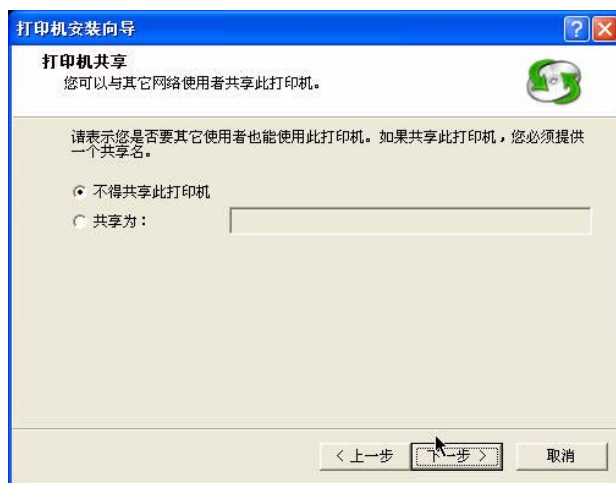 打印机安装向导
打印机共享
您可以与其它网络使用者共享此打印机。
请表示您是否要其它使用者也能使用此打印机。如果共享此打印机，您必须提供
一个共享名。
不得共享此打印机
共享为：
< 上一步
下一步 >
取消